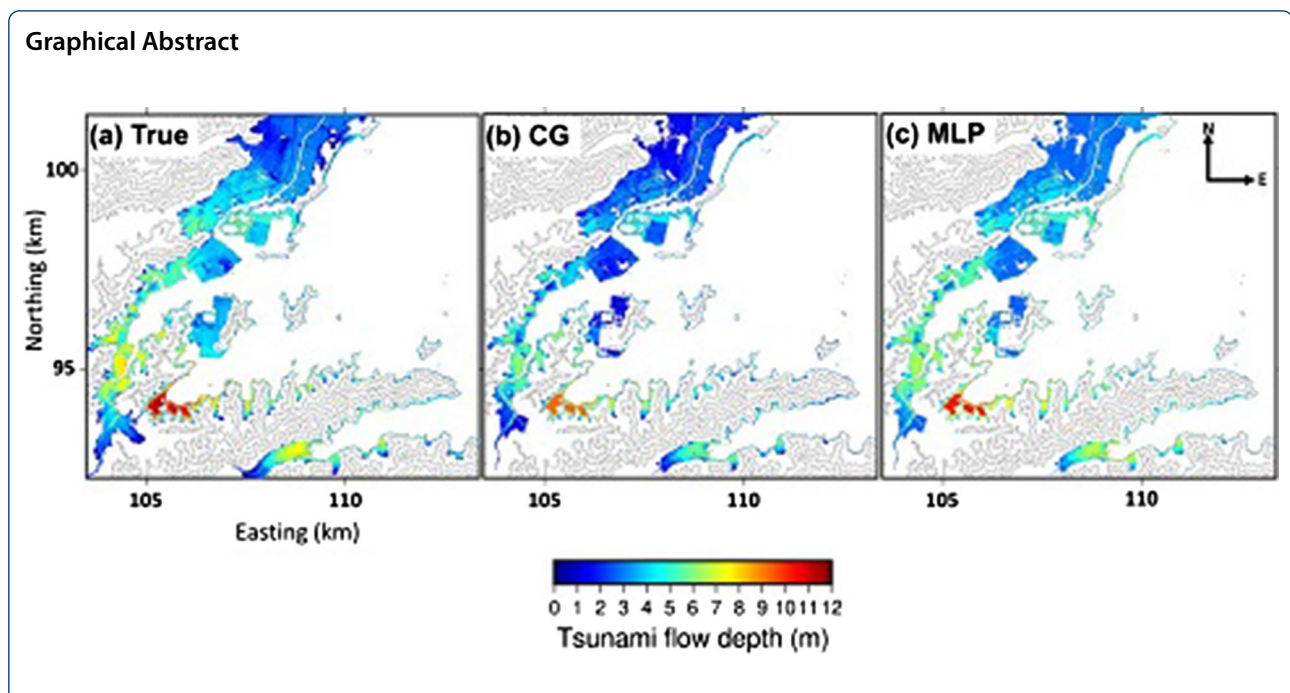 Graphical Abstract
(a) True
(b) CG
(c) MLP
N
E
100
95
Northing (km)
105
110
105
110
105
110
Easting (km)
0 1 2 3 4 5 6 7 8 9 10 11 12
Tsunami flow depth (m)